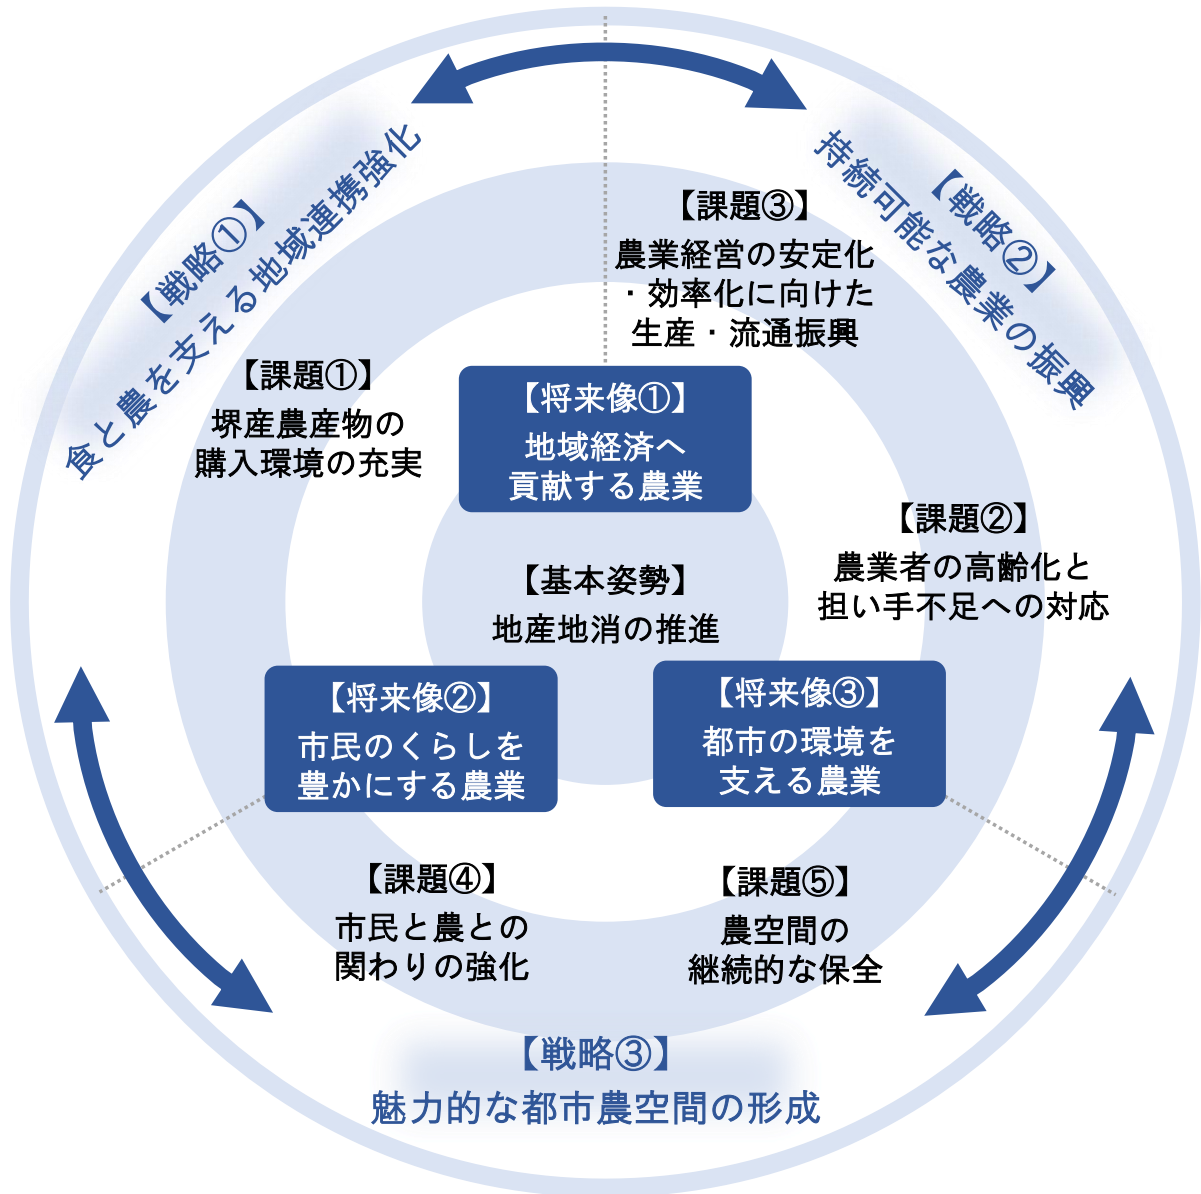 【戦略①】
食と農を支える地域連携強化
【戦略②】
持続可能な農業の振興
【課題③】
農業経営の安定化
・効率化に向けた
生産・流通振興
【課題①】
堺産農産物の
購入環境の充実
【将来像①】
地域経済へ
貢献する農業
【課題②】
農業者の高齢化と
担い手不足への対応
【基本姿勢】
地産地消の推進
【将来像②】
市民のくらしを
豊かにする農業
【将来像③】
都市の環境を
支える農業
【課題④】
市民と農との
関わりの強化
【課題⑤】
農空間の
継続的な保全
【戦略③】
魅力的な都市農空間の形成